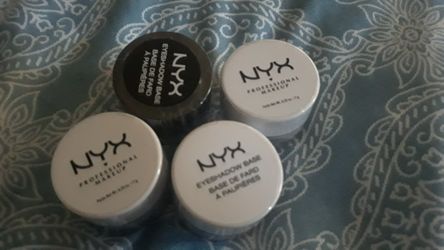 NYX
EYESHADOW BASE
BASE DE FARD
À PAUPIÈRES
NYX
PROFESSIONAL
MAKEUP
NYX
PROFESSIONAL
MAKEUP
NYX
EYESHADOW BASE
BASE DE FARD
À PAUPIÈRES